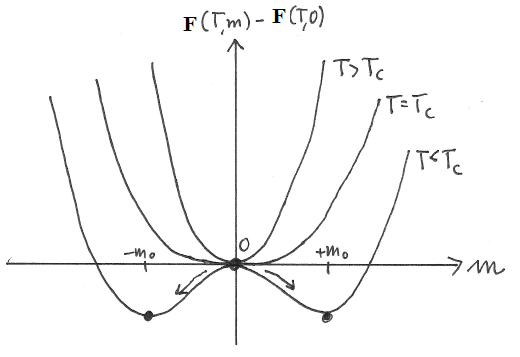 F(T,m) - F(T,0)
T>Tc
T=Tc
T<Tc
0
-m₀
+m₀
m